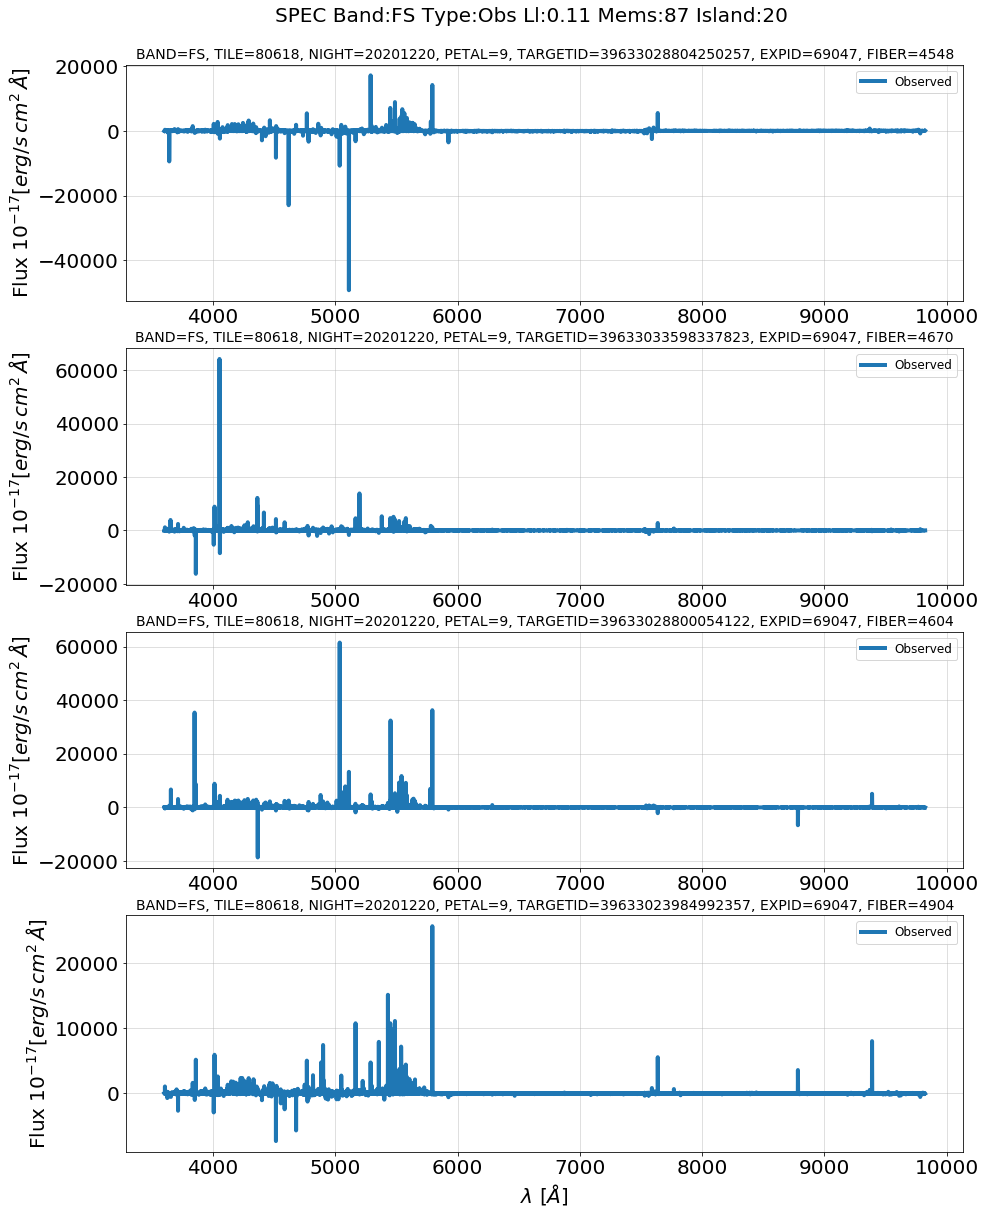 SPEC Band:FS Type:Obs Ll:0.11 Mems:87 Island:20
BAND=FS, TILE=80618, NIGHT=20201220, PETAL=9, TARGETID=39633028804250257, EXPID=69047, FIBER=4548
Observed
20000
0
−20000
−40000
Flux 10^{-17}[erg/s cm^2 Å]
4000 5000 6000 7000 8000 9000 10000
BAND=FS, TILE=80618, NIGHT=20201220, PETAL=9, TARGETID=39633033598337823, EXPID=69047, FIBER=4670
Observed
60000
40000
20000
0
−20000
Flux 10^{-17}[erg/s cm^2 Å]
4000 5000 6000 7000 8000 9000 10000
BAND=FS, TILE=80618, NIGHT=20201220, PETAL=9, TARGETID=39633028800054122, EXPID=69047, FIBER=4604
Observed
60000
40000
20000
0
−20000
Flux 10^{-17}[erg/s cm^2 Å]
4000 5000 6000 7000 8000 9000 10000
BAND=FS, TILE=80618, NIGHT=20201220, PETAL=9, TARGETID=39633023984992357, EXPID=69047, FIBER=4904
Observed
20000
10000
0
Flux 10^{-17}[erg/s cm^2 Å]
4000 5000 6000 7000 8000 9000 10000
λ [Å]